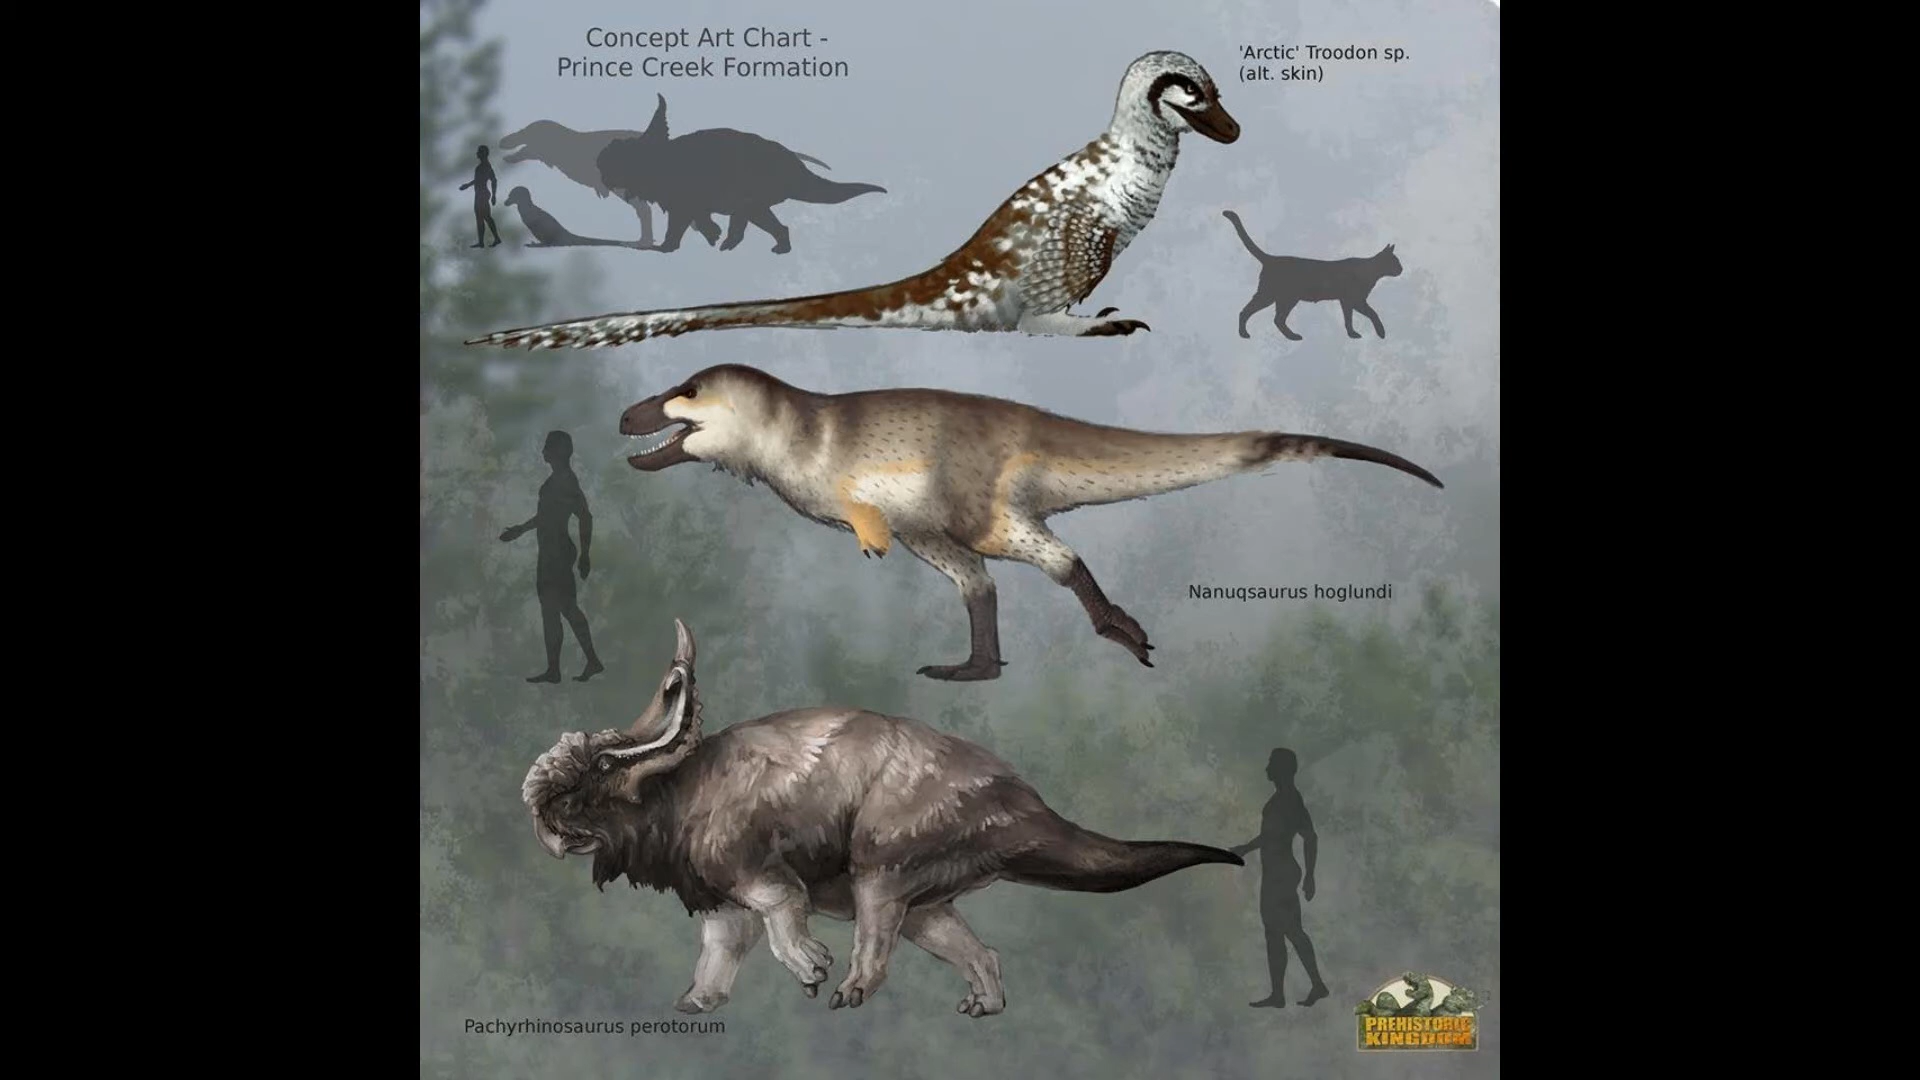 Concept Art Chart -
Prince Creek Formation
'Arctic' Troodon sp.
(alt. skin)
Nanuqsaurus hoglundi
Pachyrhinosaurus perotorum
PREHISTORIC
KINGDOM